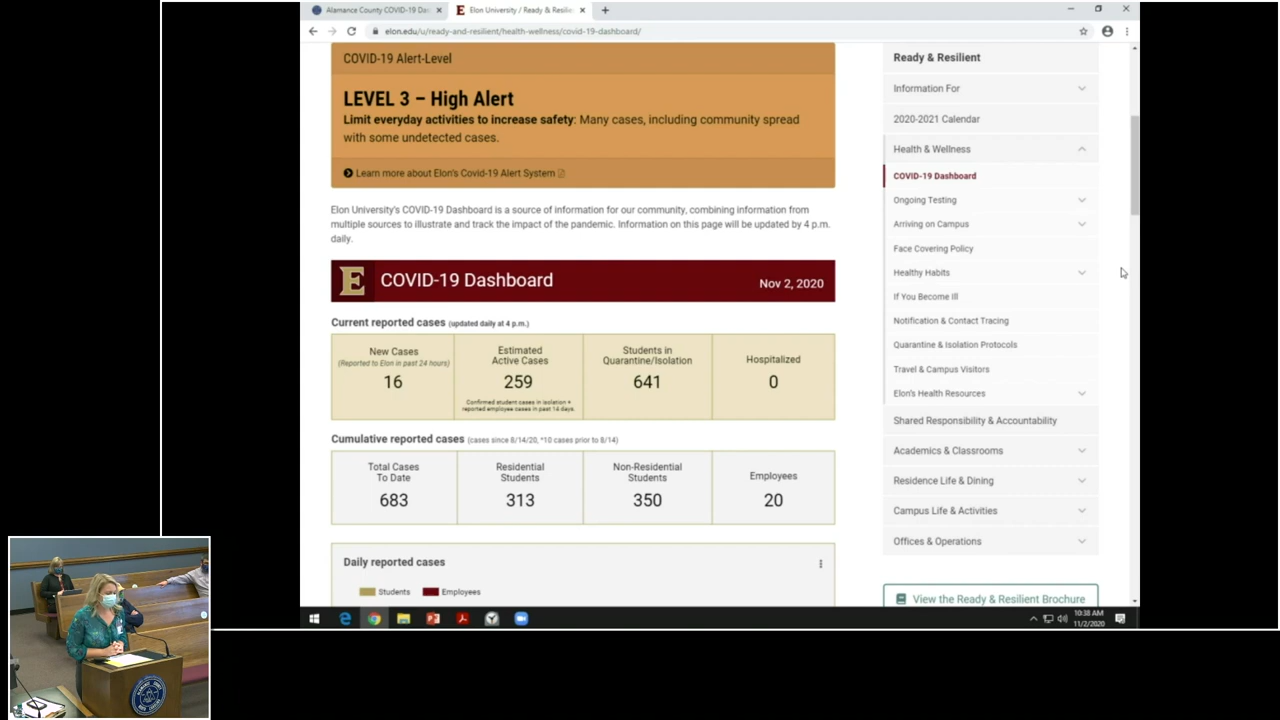 Alamance County COVID-19 Das
Elon University / Ready & Resilie
elon.edu/u/ready-and-resilient/health-wellness/covid-19-dashboard/
COVID-19 Alert-Level
LEVEL 3 – High Alert
Limit everyday activities to increase safety: Many cases, including community spread
with some undetected cases.
Learn more about Elon's Covid-19 Alert System
Elon University's COVID-19 Dashboard is a source of information for our community, combining information from
multiple sources to illustrate and track the impact of the pandemic. Information on this page will be updated by 4 p.m.
daily.
E COVID-19 Dashboard Nov 2, 2020
Current reported cases (updated daily at 4 p.m.)
New Cases
(Reported to Elon in past 24 hours)
16
Estimated
Active Cases
259
Confirmed student cases in isolation +
reported employee cases in past 14 days.
Students in
Quarantine/Isolation
641
Hospitalized
0
Cumulative reported cases (cases since 8/14/20, *10 cases prior to 8/14)
Total Cases
To Date
683
Residential
Students
313
Non-Residential
Students
350
Employees
20
Daily reported cases
Students Employees
Ready & Resilient
Information For
2020-2021 Calendar
Health & Wellness
COVID-19 Dashboard
Ongoing Testing
Arriving on Campus
Face Covering Policy
Healthy Habits
If You Become Ill
Notification & Contact Tracing
Quarantine & Isolation Protocols
Travel & Campus Visitors
Elon's Health Resources
Shared Responsibility & Accountability
Academics & Classrooms
Residence Life & Dining
Campus Life & Activities
Offices & Operations
View the Ready & Resilient Brochure
10:38 AM
11/2/2020